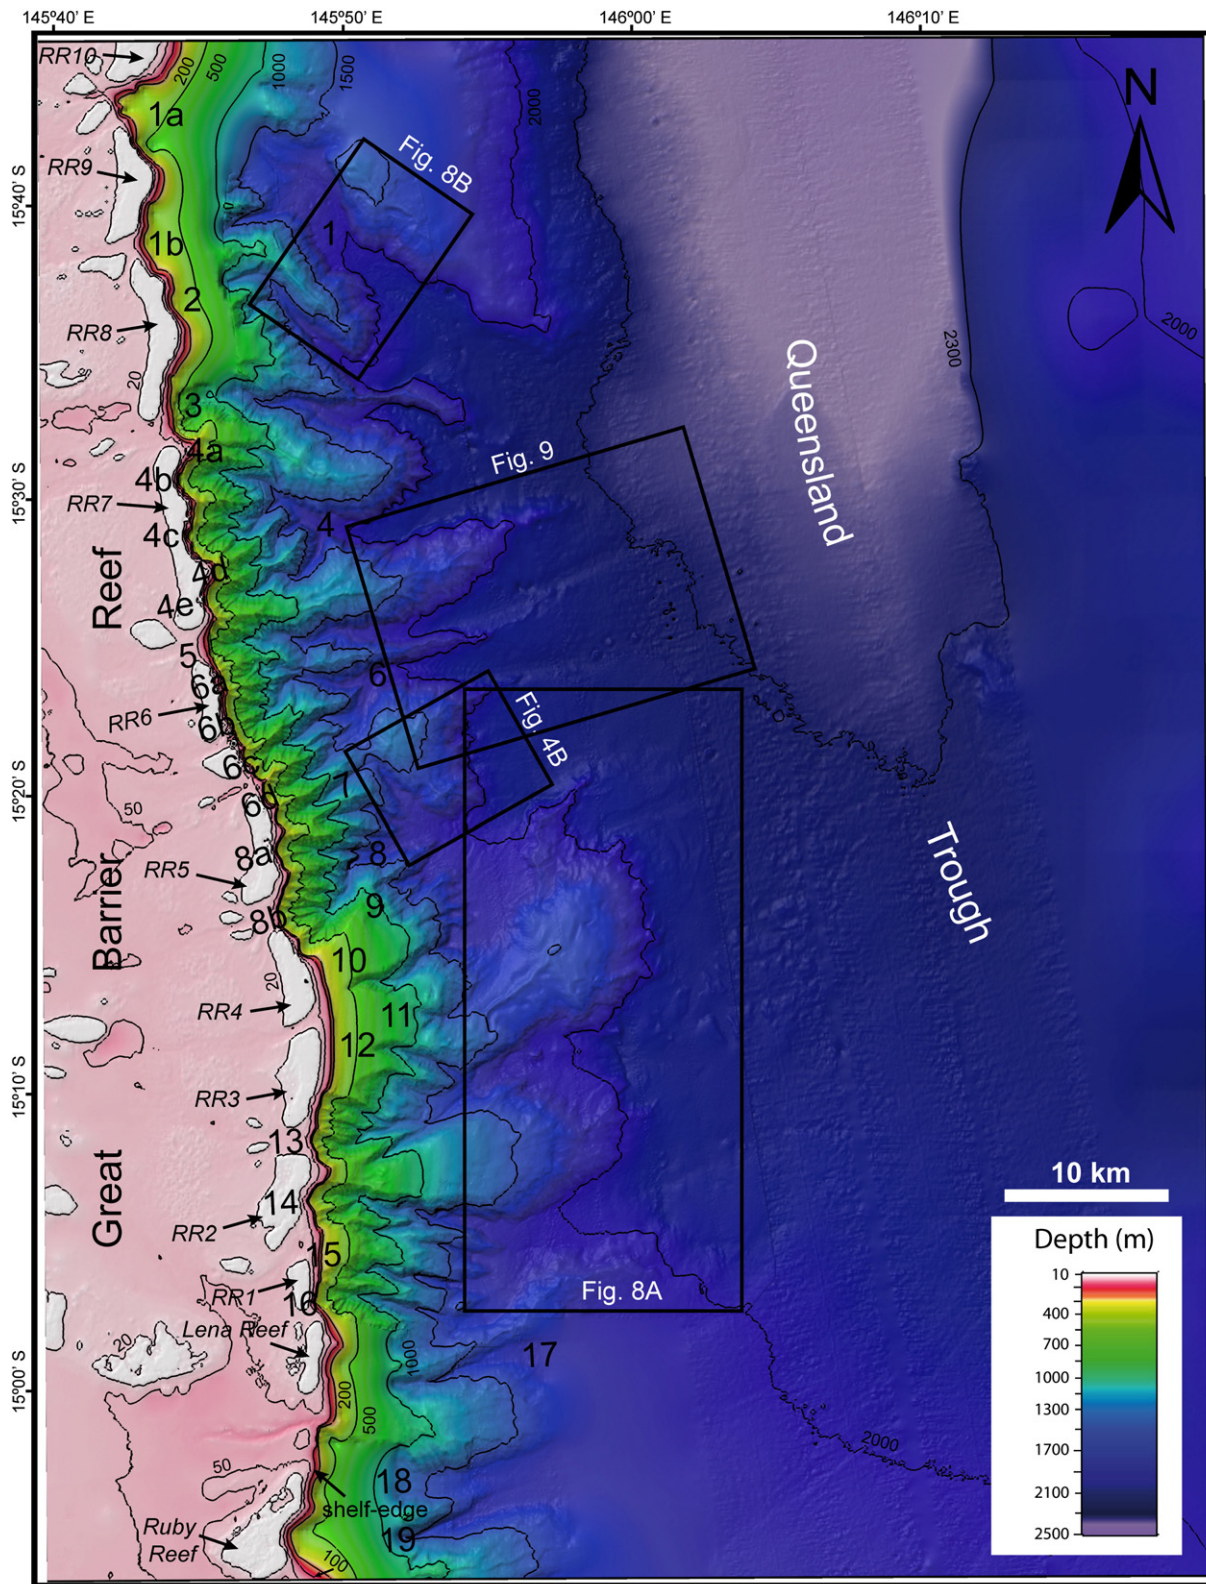 145°40' E
145°50'
146°00'
146°10'
RR10
200
500
1000
1500
2000
N
1a
RR9
Fig. 8B
15°40' S
1
1b
2
RR8
20
2300
2000
Queensland
3
4a
Fig. 9
4b
RR7
15°30' S
4
4c
4d
Reef
4e
5
6a
6
RR6
6b
Fig. 4B
6c
7
15°20' S
50
6d
Trough
8a
8
RR5
Barrier
9
8b
10
20
RR4
11
12
15°10' S
RR3
13
10 km
Great
14
RR2
Depth (m)
15
10
400
700
1000
1300
1700
2100
2500
RR1
Fig. 8A
16
Lena Reef
17
20
1000
15°00' S
200
500
2000
50
18
shelf-edge
Ruby
Reef
19
100